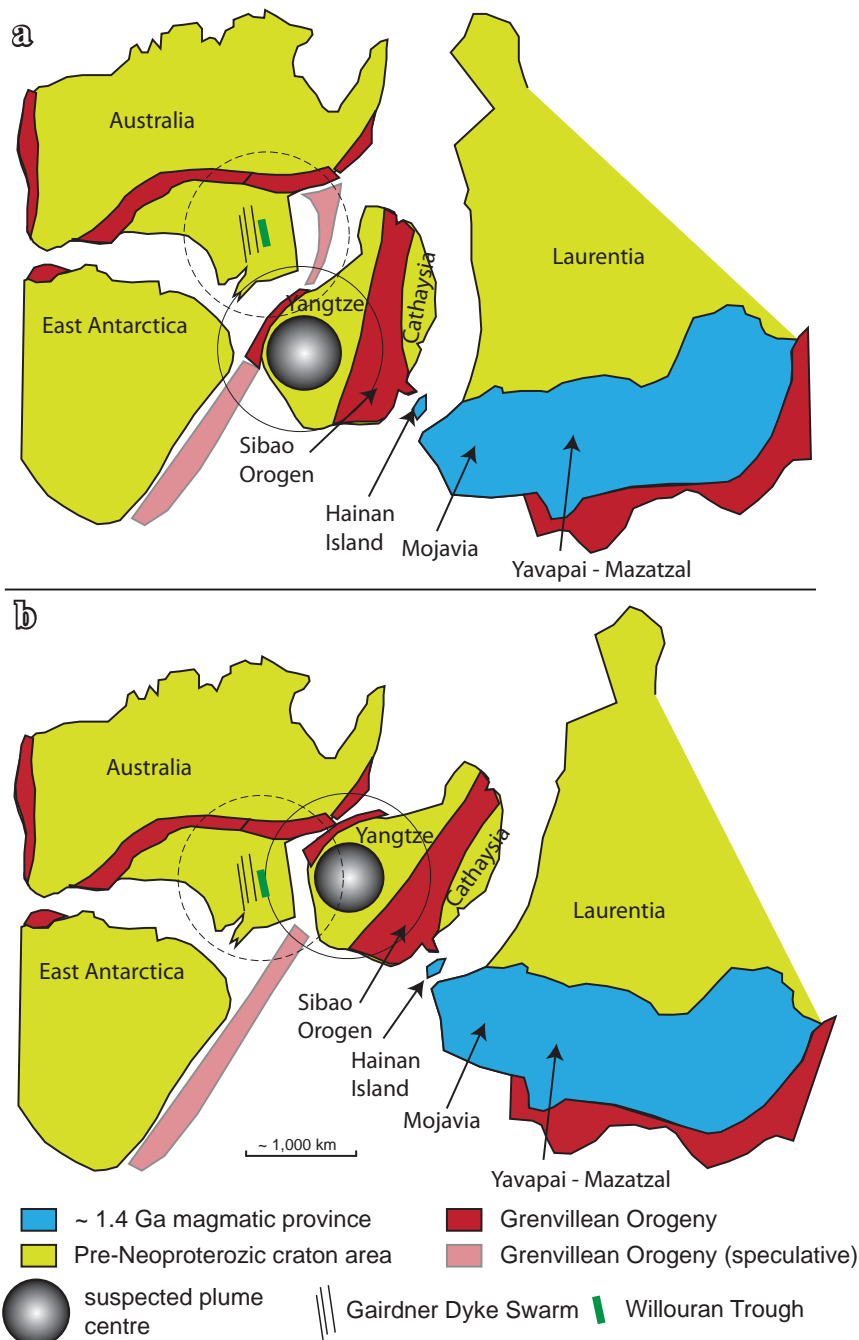 a
Australia
Laurentia
East Antarctica
Yangtze
Cathaysia
Sibao
Orogen
Hainan
Island
Mojavia
Yavapai - Mazatzal
b
Australia
Yangtze
Cathaysia
Laurentia
East Antarctica
Sibao
Orogen
Hainan
Island
Mojavia
~ 1,000 km
Yavapai - Mazatzal
~ 1.4 Ga magmatic province
Grenvillean Orogeny
Pre-Neoproterozic craton area
Grenvillean Orogeny (speculative)
suspected plume
centre
Gairdner Dyke Swarm
Willouran Trough